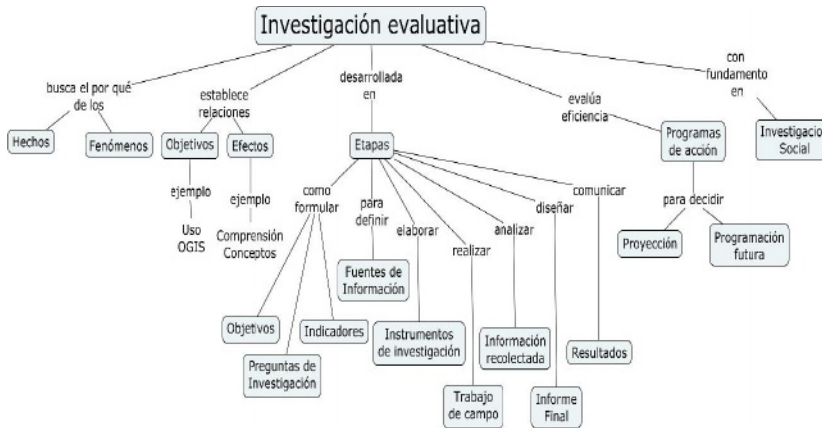 Investigación evaluativa
busca el por qué
de los
Hechos
Fenómenos
establece
relaciones
Objetivos
Efectos
ejemplo
Uso
OGIS
ejemplo
Comprensión
Conceptos
desarrollada
en
Etapas
como
formular
Objetivos
Preguntas de
Investigación
Indicadores
para
definir
Fuentes de
Información
elaborar
Instrumentos
de investigación
realizar
Trabajo
de campo
analizar
Información
recolectada
diseñar
Informe
Final
comunicar
Resultados
evalúa
eficiencia
Programas
de acción
para decidir
Proyección
Programación
futura
con
fundamento
en
Investigacio
Social